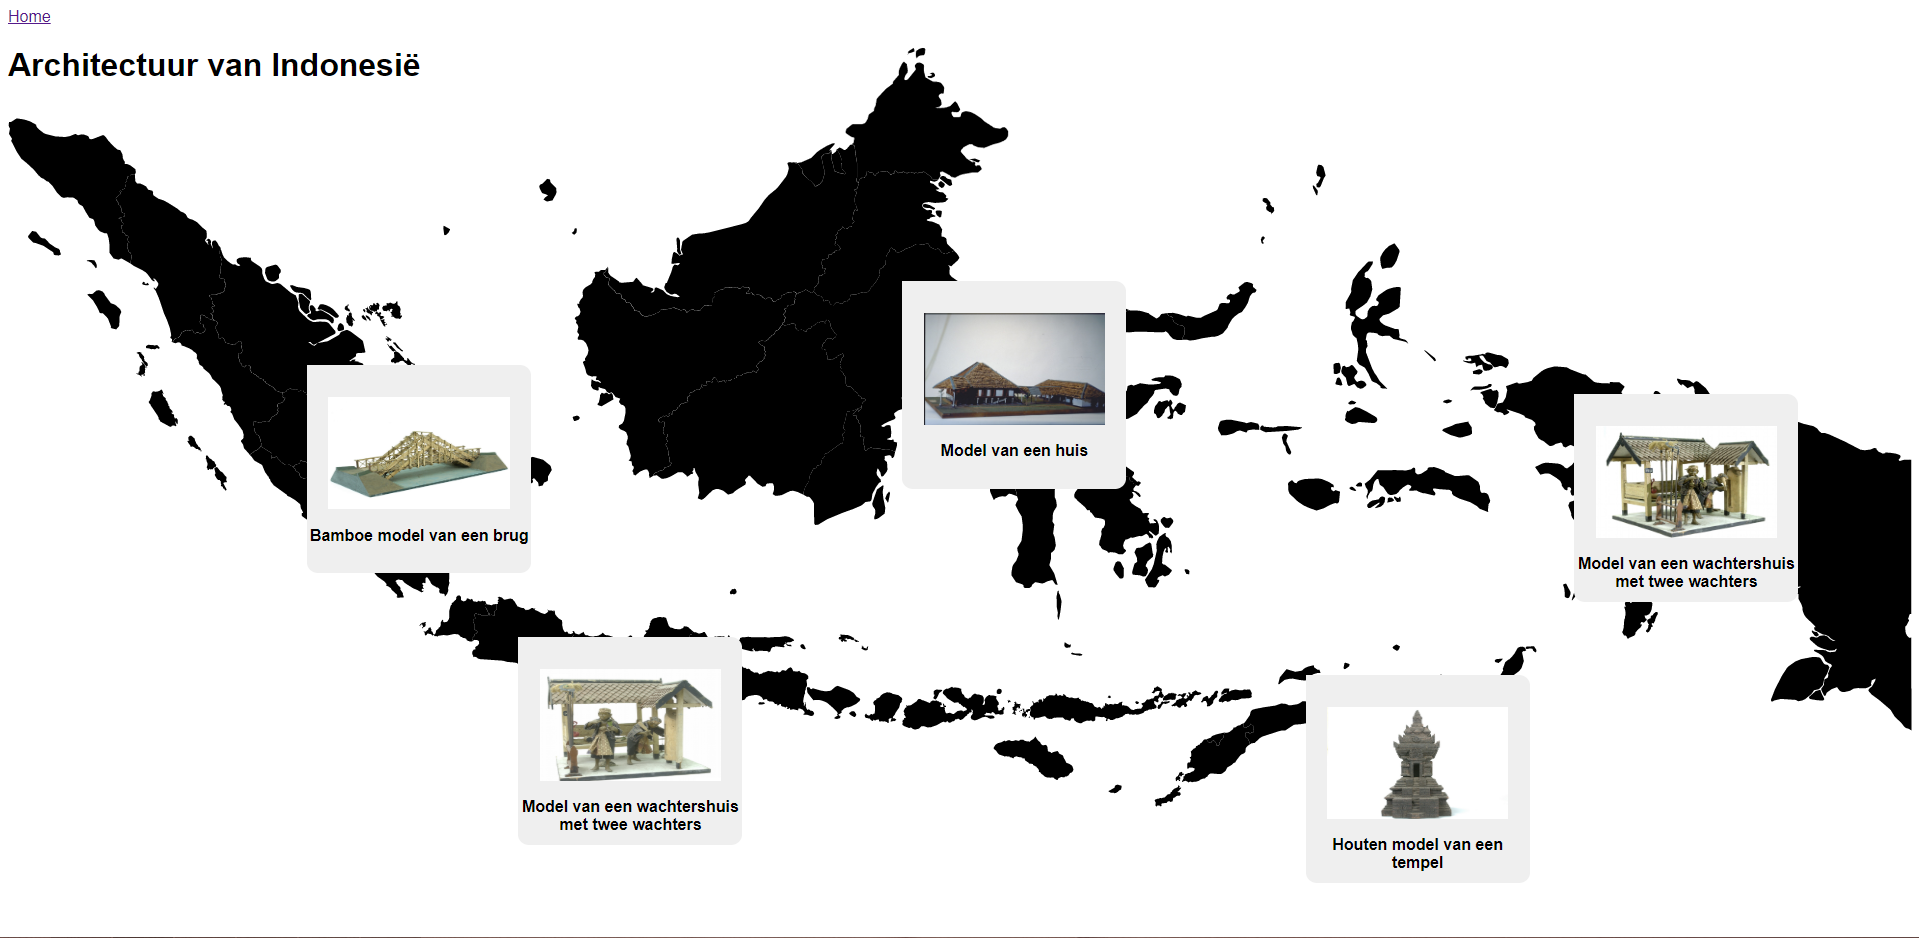 Home
Architectuur van Indonesië
Model van een huis
Bamboe model van een brug
Model van een wachtershuis
met twee wachters
Model van een wachtershuis
met twee wachters
Houten model van een
tempel